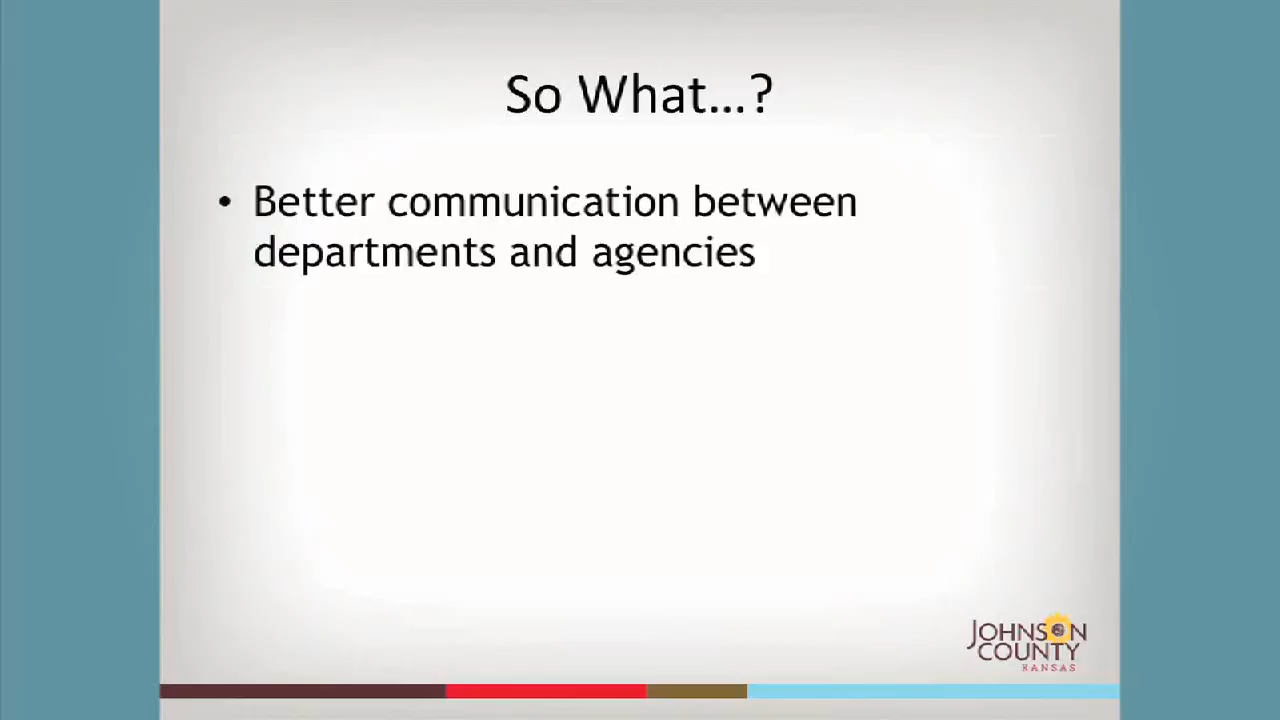 So What...?
• Better communication between
departments and agencies
JOHNSON
COUNTY
KANSAS